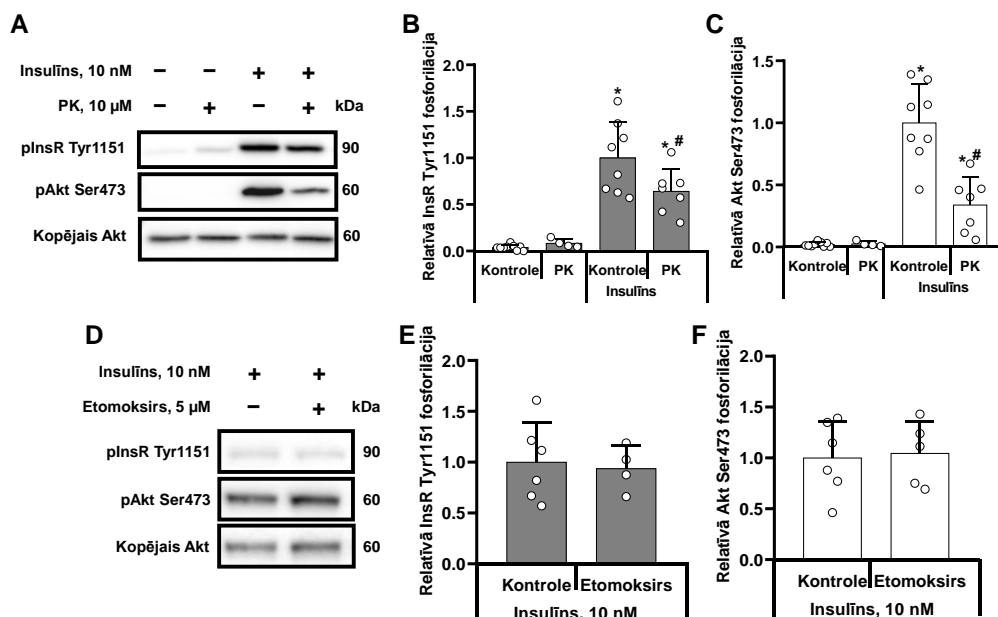 A
Insulīns, 10 nM − − + +
PK, 10 µM − + − + kDa
pInsR Tyr1151 90
pAkt Ser473 60
Kopējais Akt 60
B
Relatīvā InsR Tyr1151 fosforilācija
2.0
1.5
1.0
0.5
0.0
*
* #
Kontrole PK Kontrole PK
Insulīns
C
Relatīvā Akt Ser473 fosforilācija
1.5
1.0
0.5
0.0
*
* #
Kontrole PK Kontrole PK
Insulīns
D
Insulīns, 10 nM + +
Etomoksirs, 5 µM − + kDa
pInsR Tyr1151 90
pAkt Ser473 60
Kopējais Akt 60
E
Relatīvā InsR Tyr1151 fosforilācija
2.0
1.5
1.0
0.5
0.0
Kontrole Etomoksirs
Insulīns, 10 nM
F
Relatīvā Akt Ser473 fosforilācija
2.0
1.5
1.0
0.5
0.0
Kontrole Etomoksirs
Insulīns, 10 nM